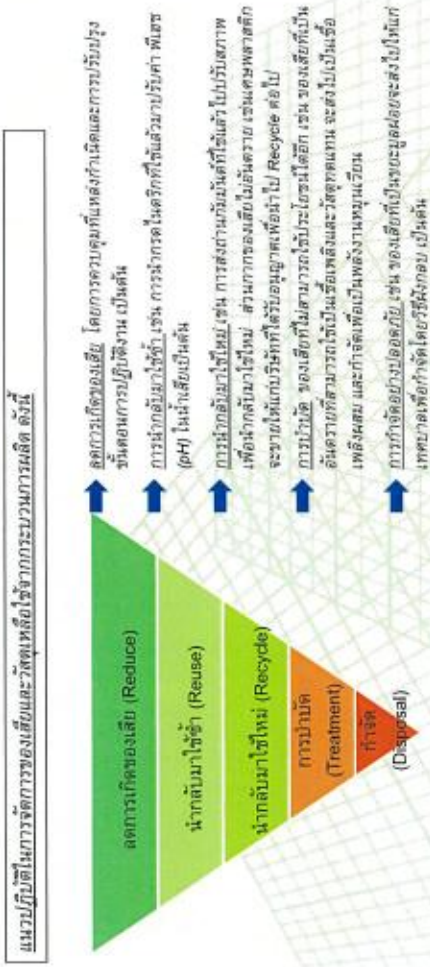 แนวปฏิบัติในการจัดการของเสียและวัสดุเหลือใช้จากกระบวนการผลิต ดังนี้
ลดการเกิดของเสีย (Reduce)
นำกลับมาใช้ซ้ำ (Reuse)
นำกลับมาใช้ใหม่ (Recycle)
การบำบัด
(Treatment)
กำจัด
(Disposal)
ลดการเกิดของเสีย โดยการควบคุมที่แหล่งกำเนิดและการปรับปรุง
ขั้นตอนการปฏิบัติงาน เป็นต้น
การนำกลับมาใช้ซ้ำ เช่น การนำกรดไนตริกที่ใช้แล้วมาปรับค่า พีเอช
(pH) ในน้ำเสียเป็นต้น
การนำกลับมาใช้ใหม่ เช่น การส่งถ่านกัมมันต์ที่ใช้แล้ว ไปปรับสภาพ
เพื่อนำกลับมาใช้ใหม่ ส่วนกากของเสียไม่อันตราย เช่นเศษพลาสติก
จะขายให้แก่บริษัทที่ได้รับอนุญาตเพื่อนำไป Recycle ต่อไป
การบำบัด ของเสียที่ไม่สามารถใช้ประโยชน์ได้อีก เช่น ของเสียที่เป็น
อันตรายที่สามารถใช้เป็นเชื้อเพลิงและวัสดุทดแทน จะส่งไปเป็นเชื้อ
เพลิงผสม และกำจัดเพื่อเป็นพลังงานหมุนเวียน
การกำจัดอย่างปลอดภัย เช่น ของเสียที่เป็นขยะมูลฝอยจะส่งไปให้แก่
เทศบาลเพื่อกำจัดโดยวิธีฝังกลบ เป็นต้น